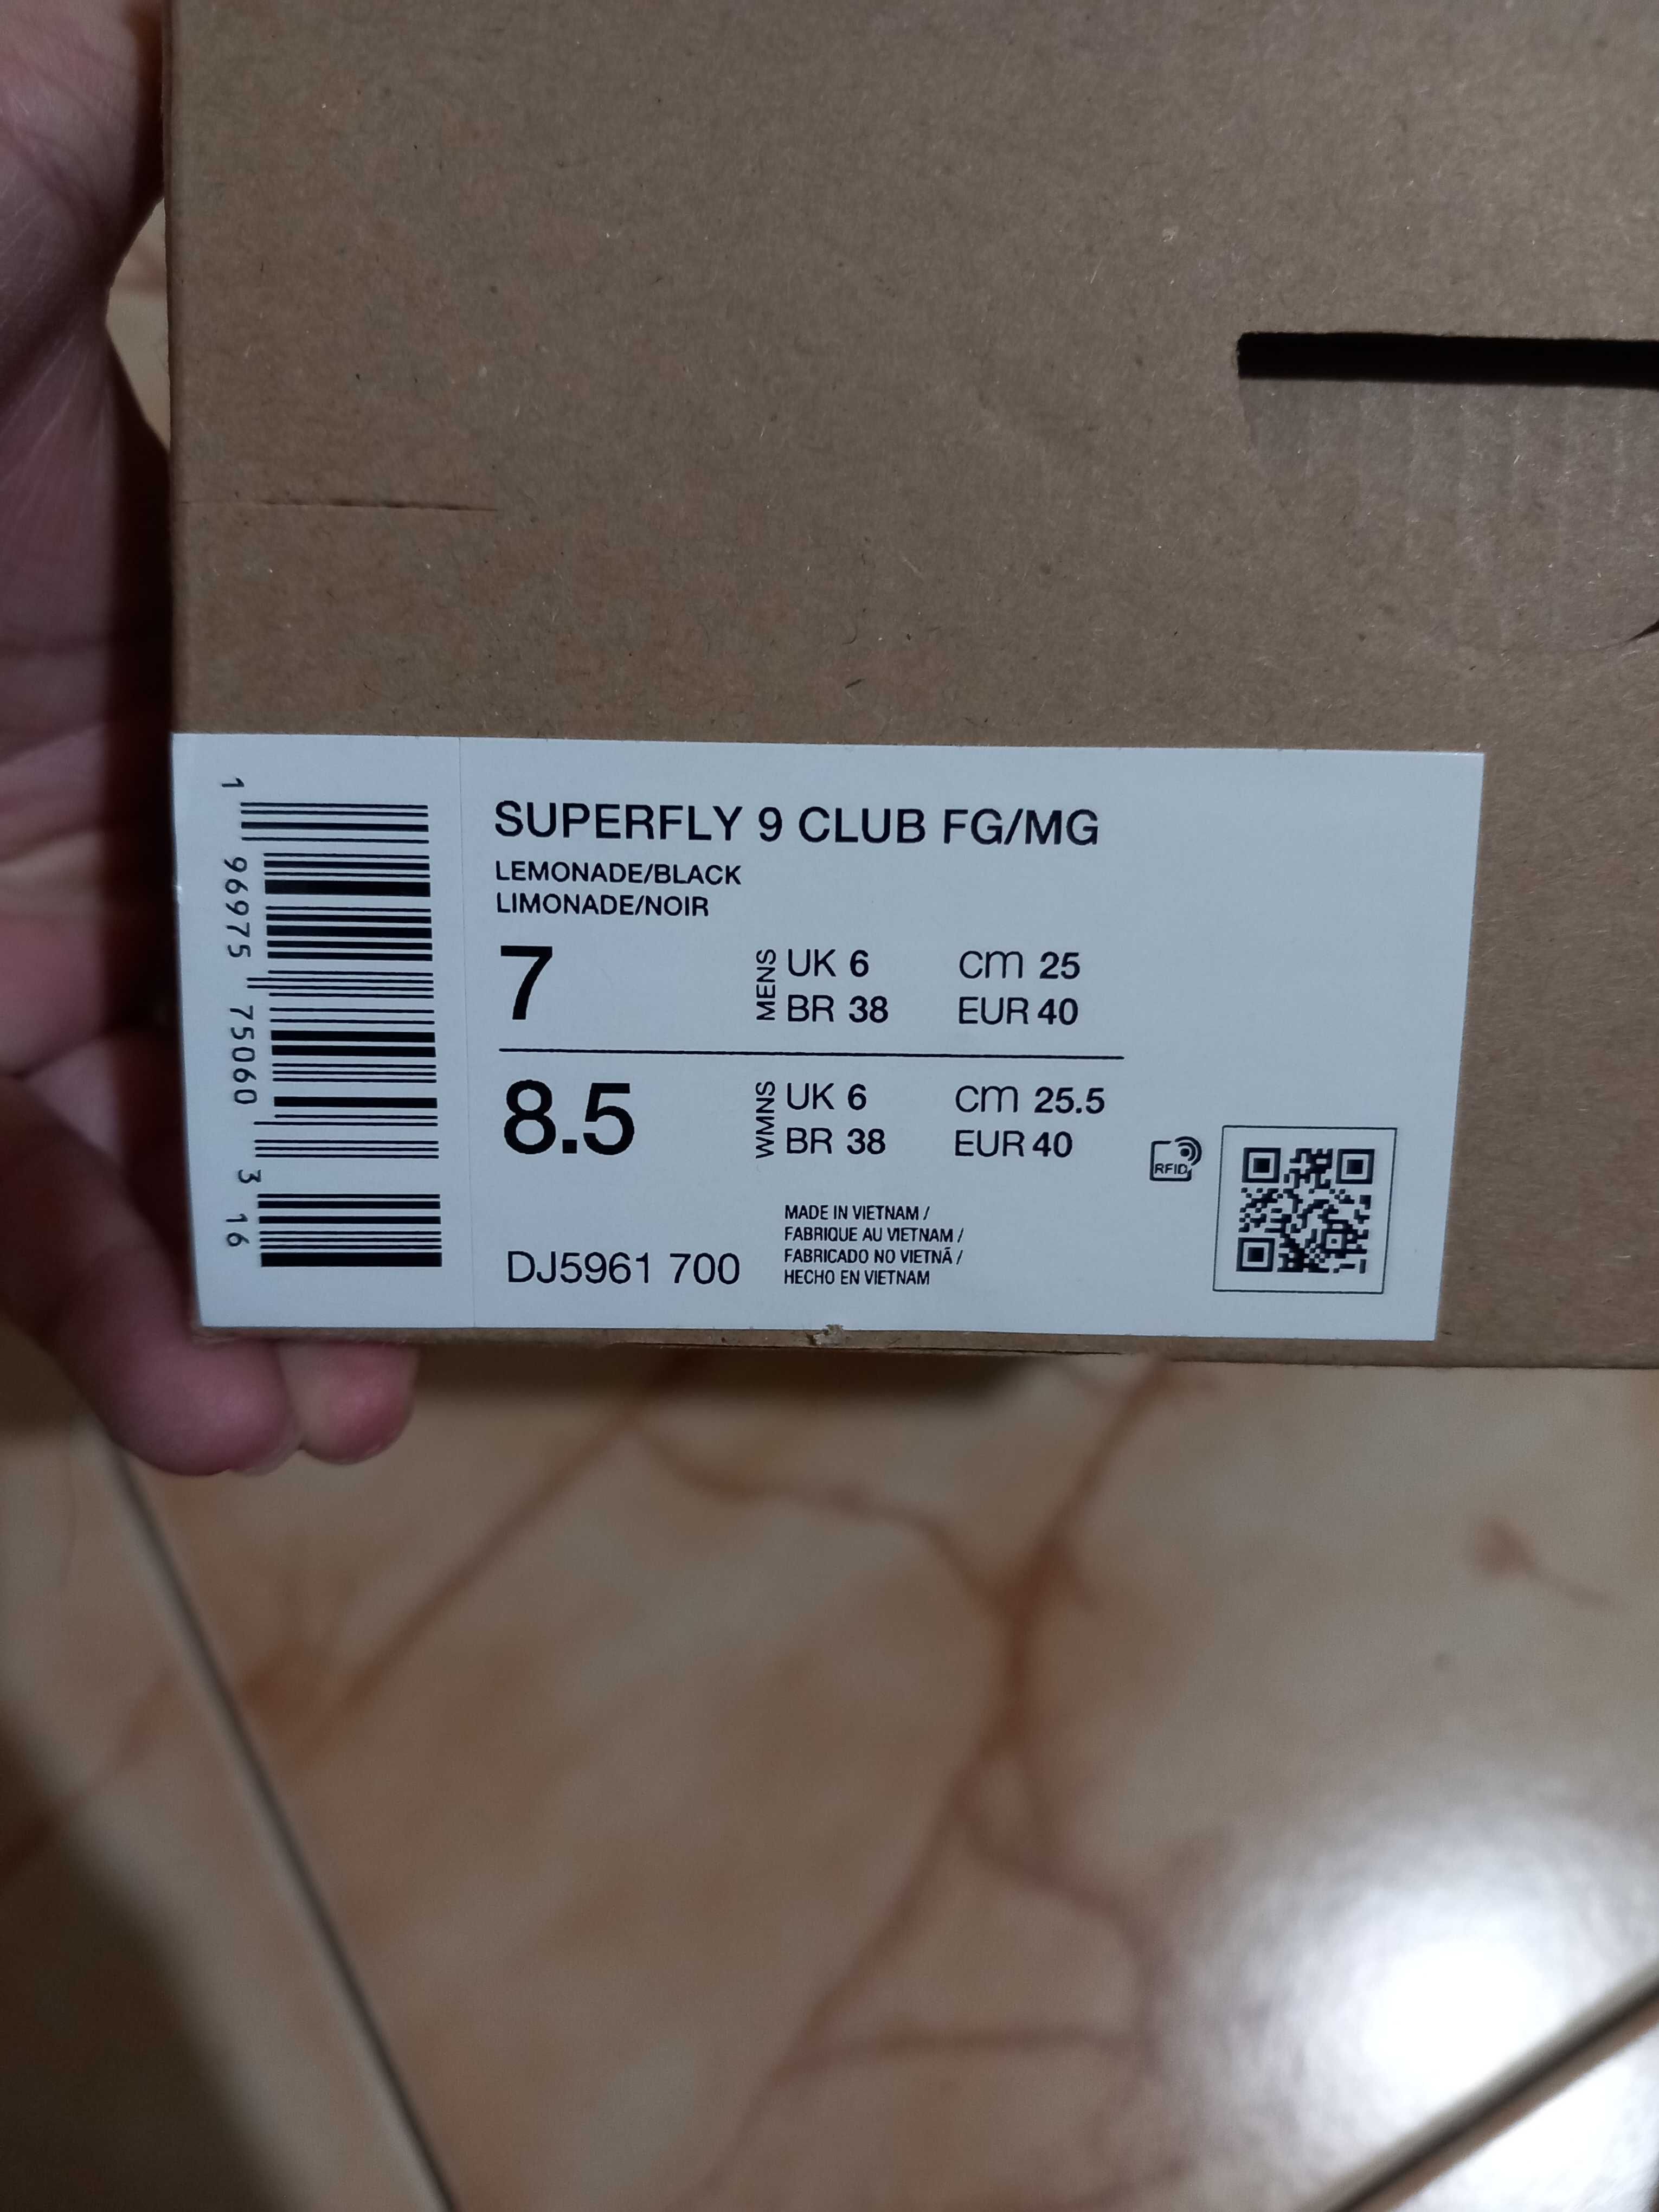 1 96975 75060 3 16
SUPERFLY 9 CLUB FG/MG
LEMONADE/BLACK
LIMONADE/NOIR
7 MENS UK 6 cm 25
BR 38 EUR 40
8.5 WMNS UK 6 cm 25.5
BR 38 EUR 40
RFID
MADE IN VIETNAM /
FABRIQUE AU VIETNAM /
FABRICADO NO VIETNÃ /
HECHO EN VIETNAM
DJ5961 700